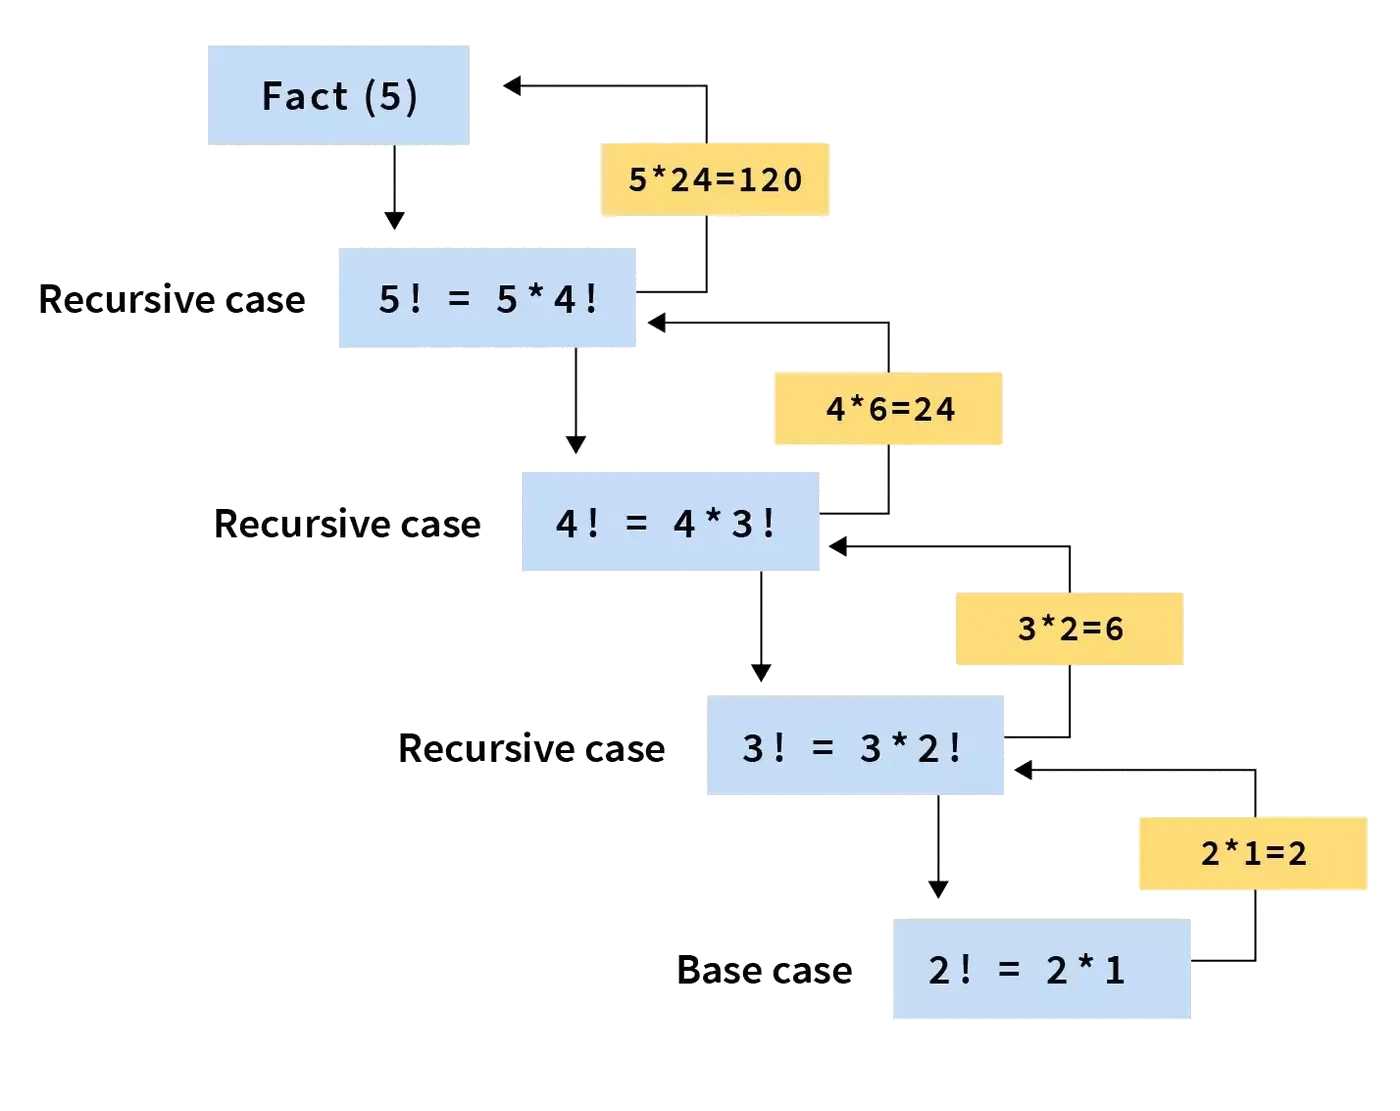 Fact (5)
5*24=120
Recursive case
5! = 5*4!
4*6=24
Recursive case
4! = 4*3!
3*2=6
Recursive case
3! = 3*2!
2*1=2
Base case
2! = 2*1